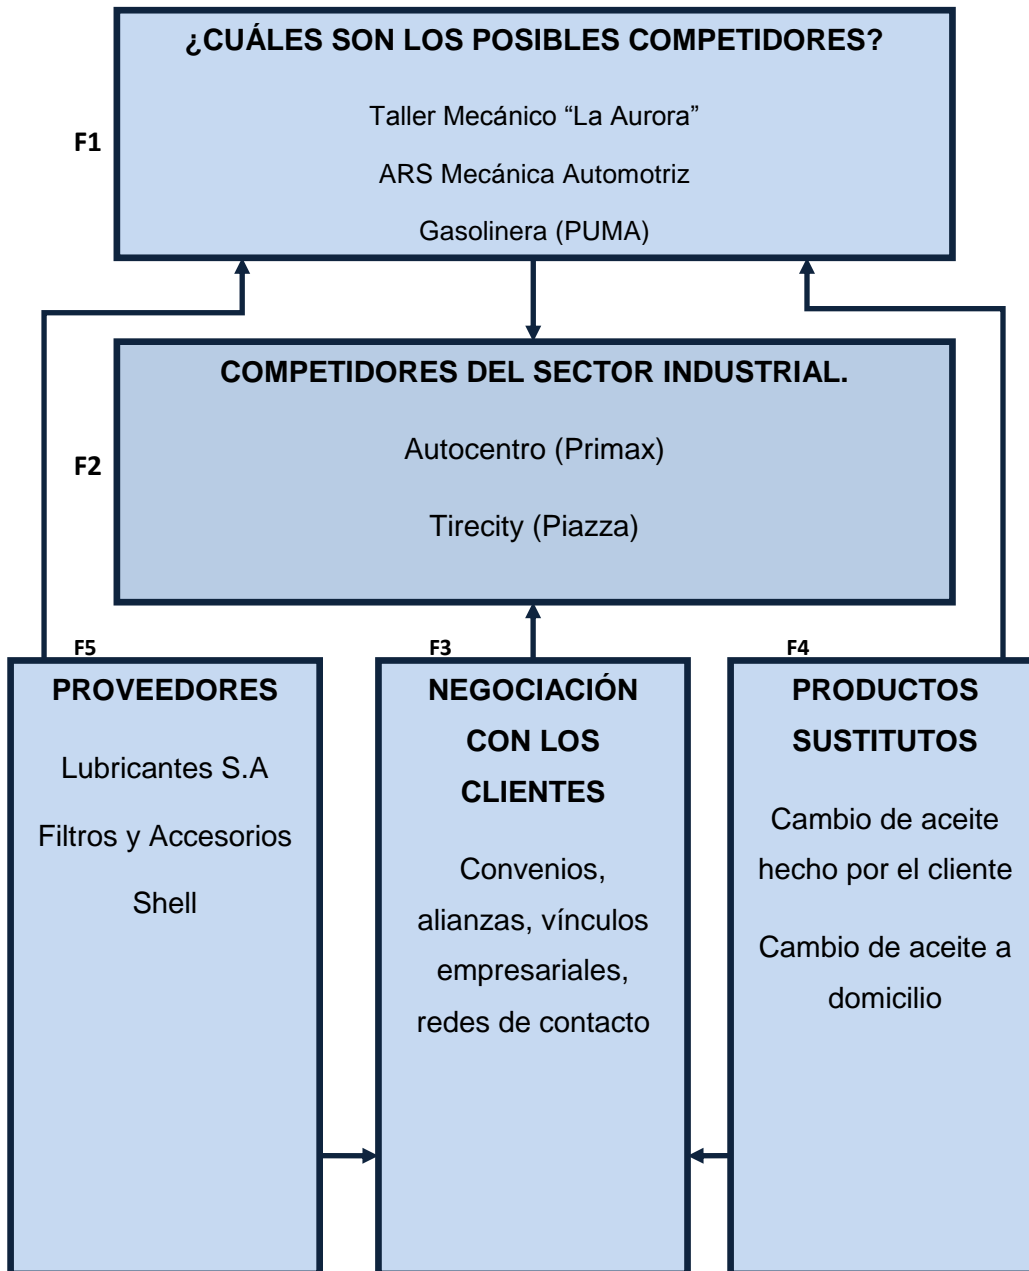 ¿CUÁLES SON LOS POSIBLES COMPETIDORES?
Taller Mecánico “La Aurora”
F1
ARS Mecánica Automotriz
Gasolinera (PUMA)
COMPETIDORES DEL SECTOR INDUSTRIAL.
Autocentro (Primax)
F2
Tirecity (Piazza)
F5
PROVEEDORES
Lubricantes S.A
Filtros y Accesorios
Shell
F3
NEGOCIACIÓN
CON LOS
CLIENTES
Convenios,
alianzas, vínculos
empresariales,
redes de contacto
F4
PRODUCTOS
SUSTITUTOS
Cambio de aceite
hecho por el cliente
Cambio de aceite a
domicilio